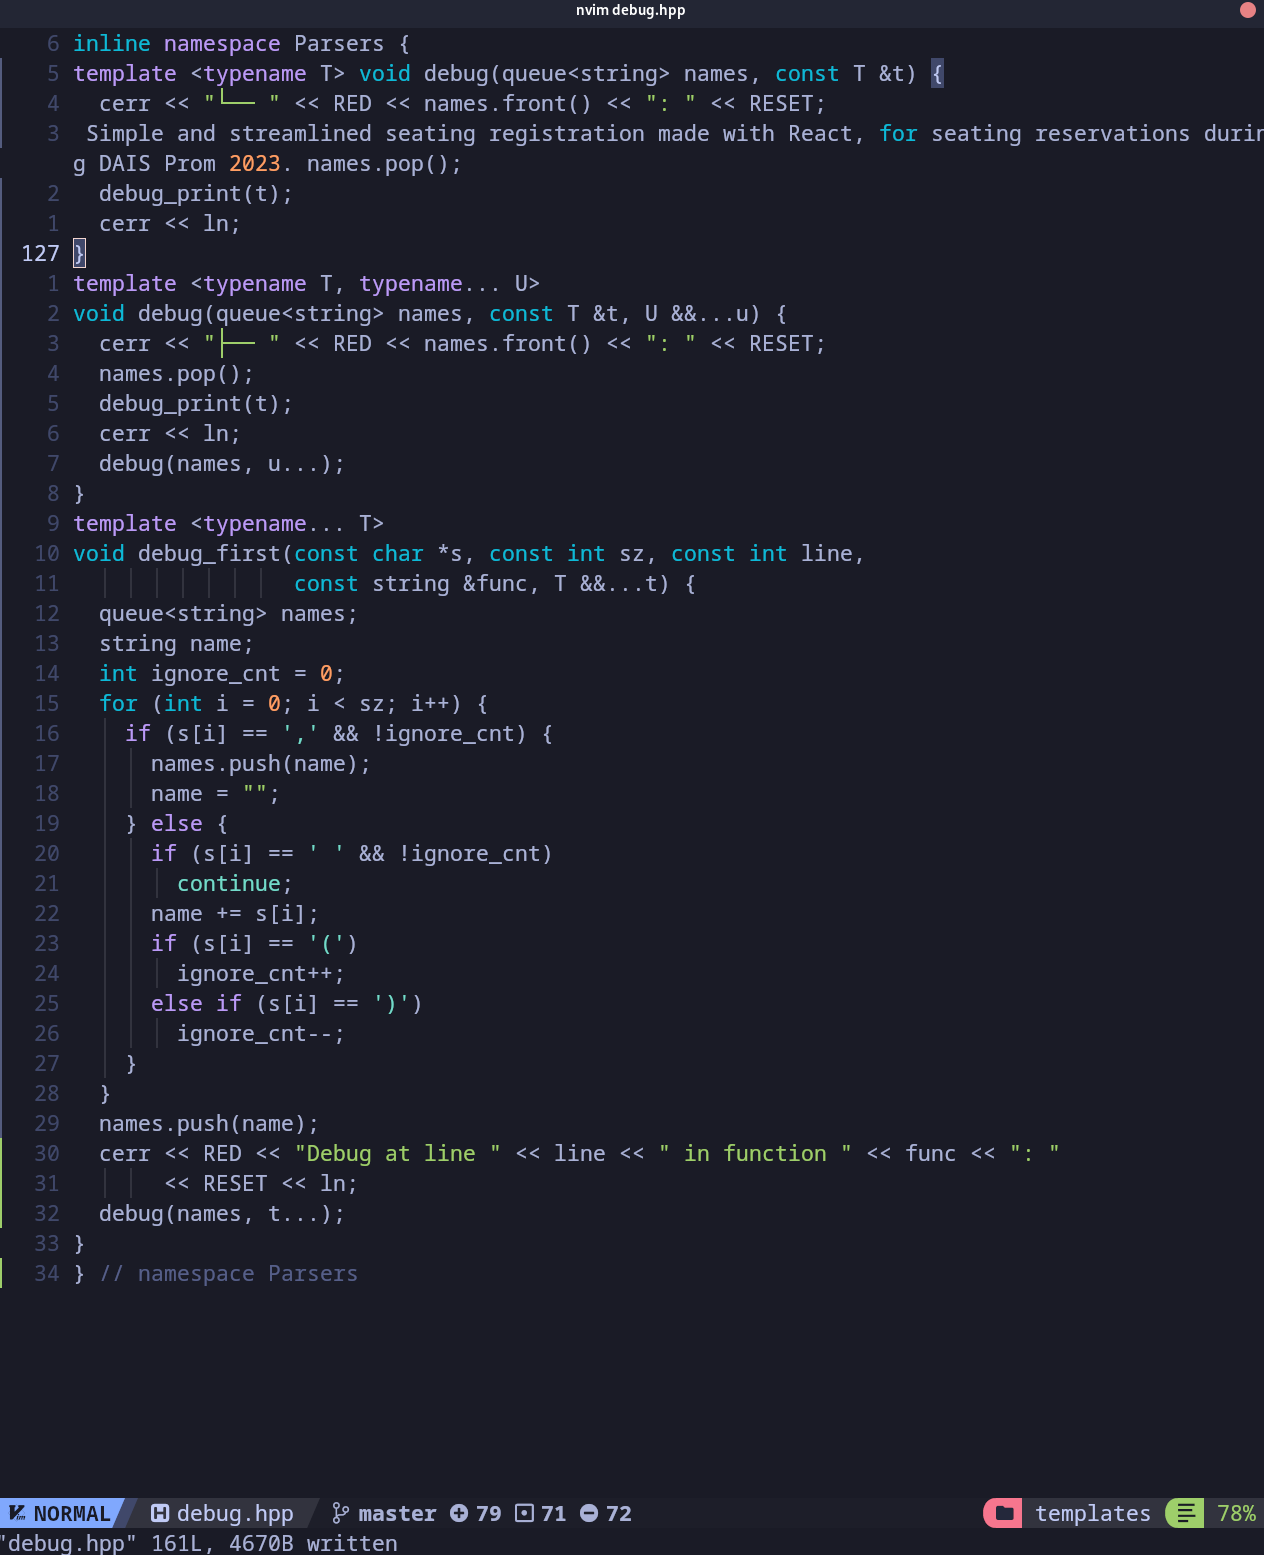 nvim debug.hpp
6 inline namespace Parsers {
5 template <typename T> void debug(queue<string> names, const T &t) {
4   cerr << "└── " << RED << names.front() << ": " << RESET;
3  Simple and streamlined seating registration made with React, for seating reservations durin
g DAIS Prom 2023. names.pop();
2   debug_print(t);
1   cerr << ln;
127 }
1 template <typename T, typename... U>
2 void debug(queue<string> names, const T &t, U &&...u) {
3   cerr << "├── " << RED << names.front() << ": " << RESET;
4   names.pop();
5   debug_print(t);
6   cerr << ln;
7   debug(names, u...);
8 }
9 template <typename... T>
10 void debug_first(const char *s, const int sz, const int line,
11                  const string &func, T &&...t) {
12   queue<string> names;
13   string name;
14   int ignore_cnt = 0;
15   for (int i = 0; i < sz; i++) {
16     if (s[i] == ',' && !ignore_cnt) {
17       names.push(name);
18       name = "";
19     } else {
20       if (s[i] == ' ' && !ignore_cnt)
21         continue;
22       name += s[i];
23       if (s[i] == '(')
24         ignore_cnt++;
25       else if (s[i] == ')')
26         ignore_cnt--;
27     }
28   }
29   names.push(name);
30   cerr << RED << "Debug at line " << line << " in function " << func << ": "
31        << RESET << ln;
32   debug(names, t...);
33 }
34 } // namespace Parsers
NORMAL debug.hpp master 79 71 72 templates 78%
"debug.hpp" 161L, 4670B written